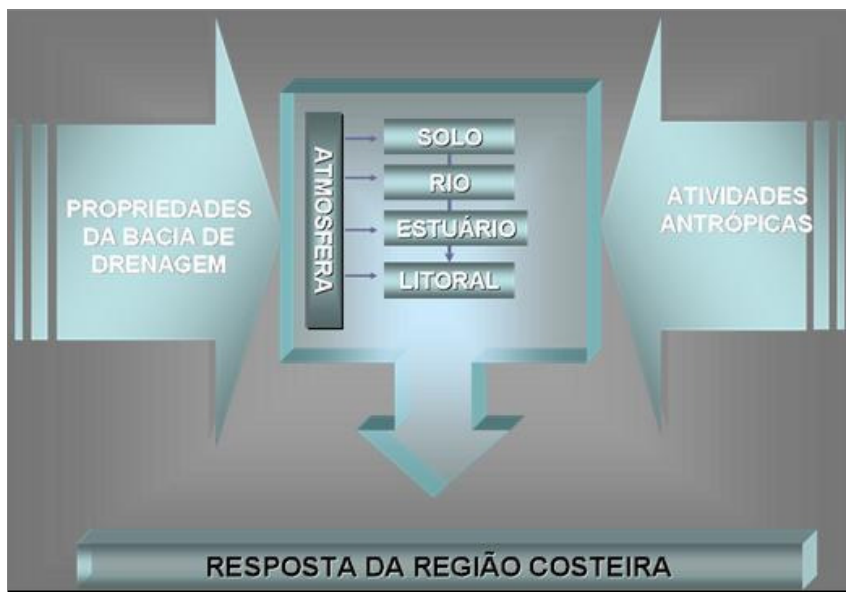 PROPRIEDADES
DA BACIA DE
DRENAGEM
ATMOSFERA
SOLO
RIO
ESTUÁRIO
LITORAL
ATIVIDADES
ANTRÓPICAS
RESPOSTA DA REGIÃO COSTEIRA